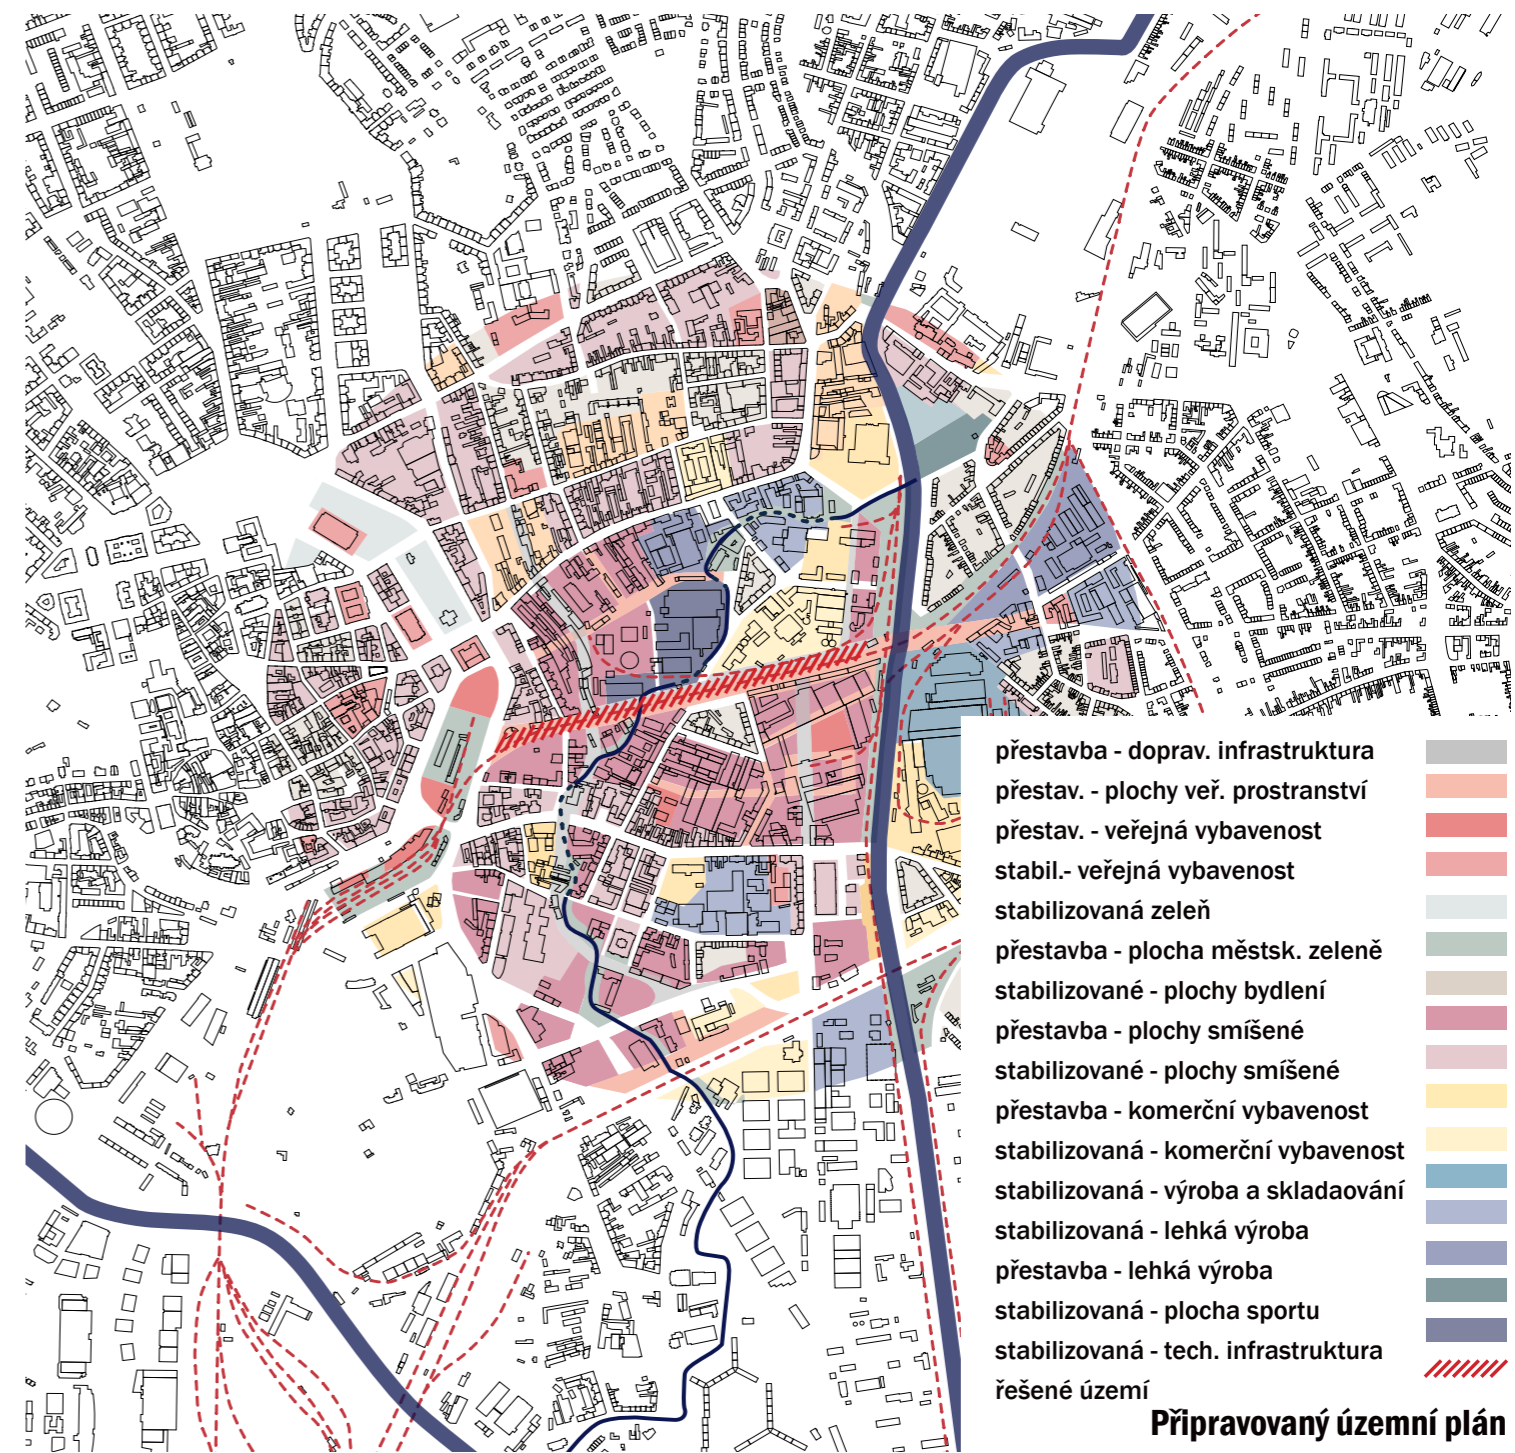 přestavba - doprav. infrastruktura
přestav. - plochy veř. prostranství
přestav. - veřejná vybavenost
stabil.- veřejná vybavenost
stabilizovaná zeleň
přestavba - plocha městsk. zeleně
stabilizované - plochy bydlení
přestavba - plochy smíšené
stabilizované - plochy smíšené
přestavba - komerční vybavenost
stabilizovaná - komerční vybavenost
stabilizovaná - výroba a skladaování
stabilizovaná - lehká výroba
přestavba - lehká výroba
stabilizovaná - plocha sportu
stabilizovaná - tech. infrastruktura
řešené území
Připravovaný územní plán